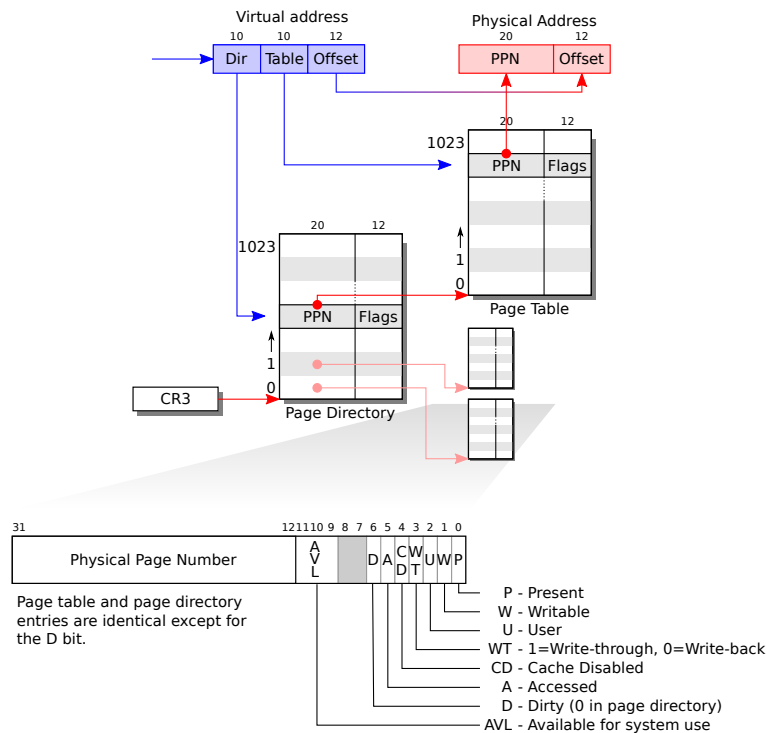 Virtual address
Physical Address
10 10 12
20 12
Dir Table Offset
PPN Offset
20 12
1023
PPN Flags
20 12
1023
1
0
Page Table
PPN Flags
1
0
CR3
Page Directory
31 12 11 10 9 8 7 6 5 4 3 2 1 0
Physical Page Number AVL D A CD WT U W P
Page table and page directory
entries are identical except for
the D bit.
P - Present
W - Writable
U - User
WT - 1=Write-through, 0=Write-back
CD - Cache Disabled
A - Accessed
D - Dirty (0 in page directory)
AVL - Available for system use